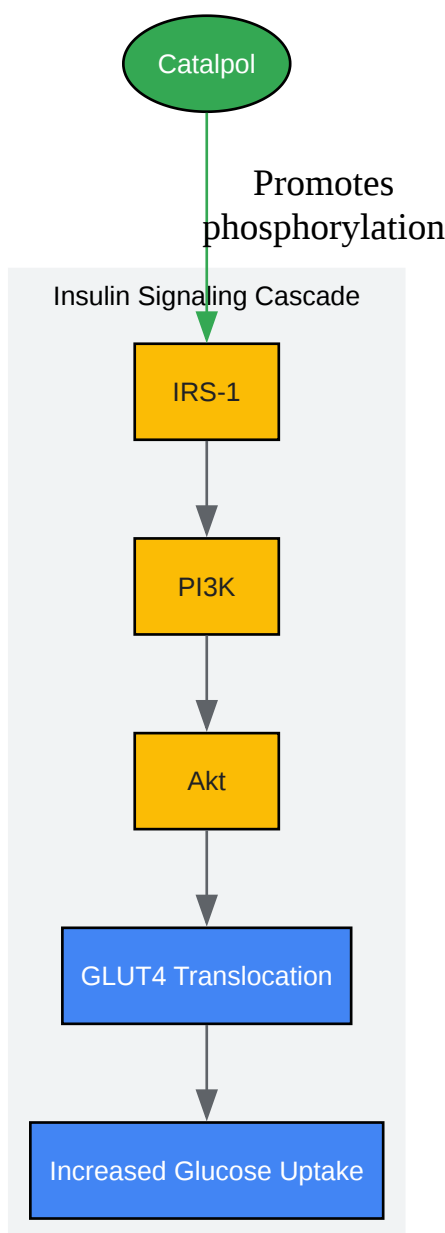 Catalpol
Promotes
phosphorylation
Insulin Signaling Cascade
IRS-1
PI3K
Akt
GLUT4 Translocation
Increased Glucose Uptake